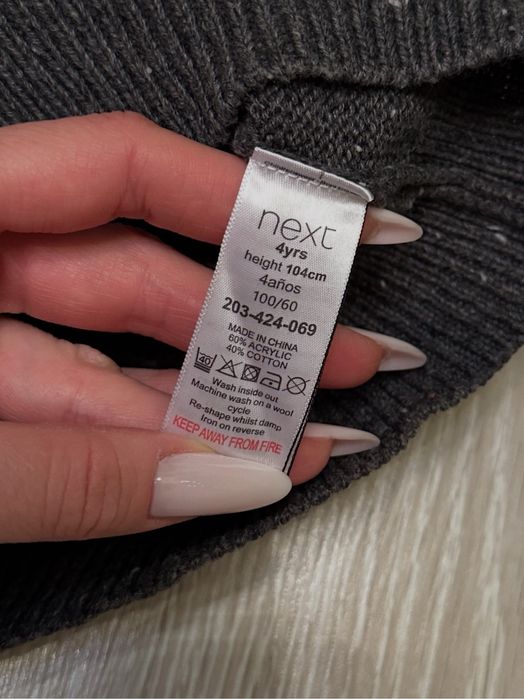 next
4yrs
height 104cm
4años
100/60
203-424-069
MADE IN CHINA
60% ACRYLIC
40% COTTON
40
Wash inside out
Machine wash on a wool
cycle
Re-shape whilst damp
Iron on reverse
KEEP AWAY FROM FIRE